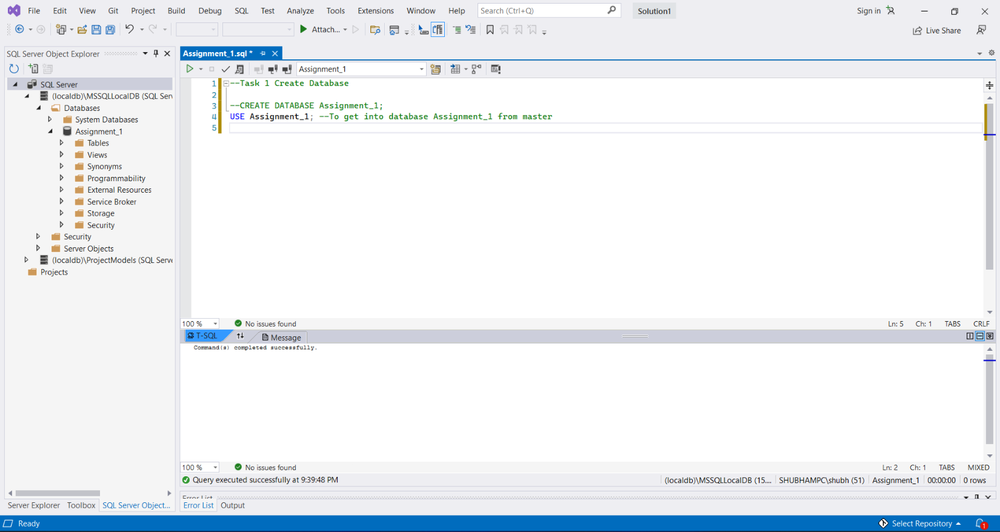 File Edit View Git Project Build Debug SQL Test Analyze Tools Extensions Window Help Search (Ctrl+Q) Solution1 Sign in
Attach... Live Share
SQL Server Object Explorer
Assignment_1.sql *
Assignment_1
SQL Server
(localdb)\MSSQLLocalDB (SQL Serv
Databases
System Databases
Assignment_1
Tables
Views
Synonyms
Programmability
External Resources
Service Broker
Storage
Security
Security
Server Objects
(localdb)\ProjectModels (SQL Serve
Projects
1 --Task 1 Create Database
2
3 --CREATE DATABASE Assignment_1;
4 USE Assignment_1; --To get into database Assignment_1 from master
5
100 % No issues found Ln: 5 Ch: 1 TABS CRLF
T-SQL Message
Command(s) completed successfully.
100 % No issues found Ln: 2 Ch: 1 TABS MIXED
Query executed successfully at 9:39:48 PM (localdb)\MSSQLLocalDB (15.... SHUBHAMPC\shubh (51) Assignment_1 00:00:00 0 rows
Error List
Server Explorer Toolbox SQL Server Object... Error List Output
Ready Select Repository 1